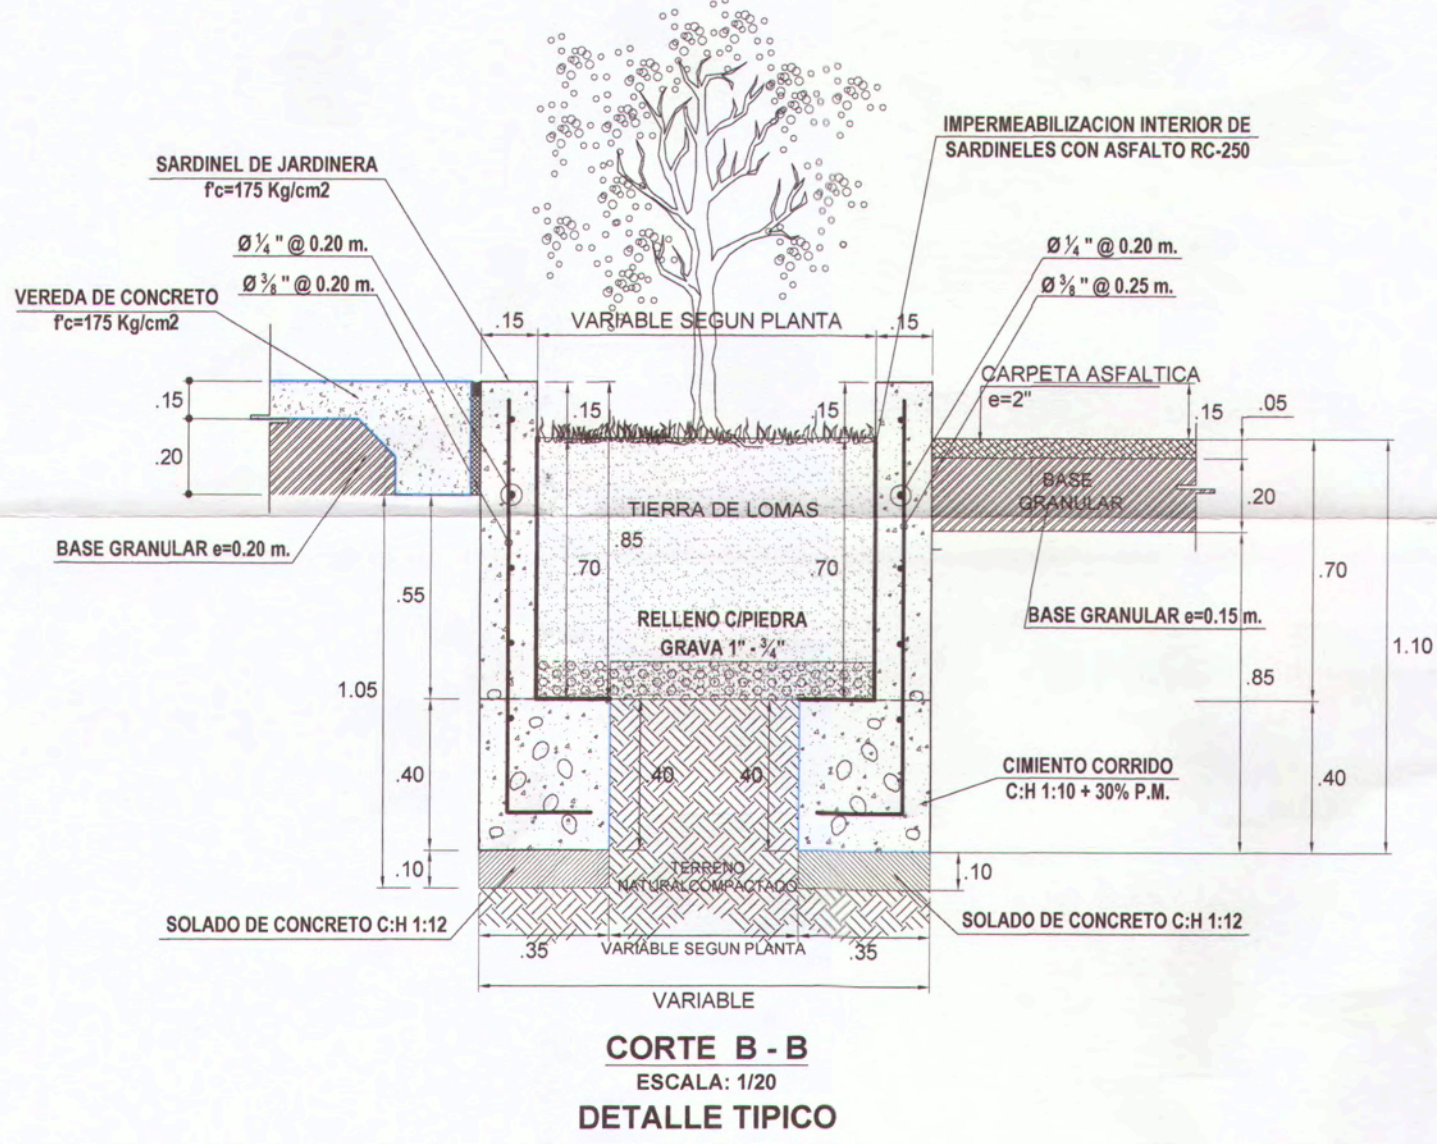 IMPERMEABILIZACION INTERIOR DE
SARDINELES CON ASFALTO RC-250
SARDINEL DE JARDINERA
f'c=175 Kg/cm2
Ø ¼ " @ 0.20 m.
Ø ⅜ " @ 0.20 m.
Ø ¼ " @ 0.20 m.
Ø ⅜ " @ 0.25 m.
VEREDA DE CONCRETO
f'c=175 Kg/cm2
.15
VARIABLE SEGUN PLANTA
.15
CARPETA ASFALTICA
e=2"
.15
.15
.15
.15
.05
.20
BASE
GRANULAR
.20
TIERRA DE LOMAS
BASE GRANULAR e=0.20 m.
.85
.70
.70
.70
.55
RELLENO C/PIEDRA
GRAVA 1" - ¾"
BASE GRANULAR e=0.15 m.
1.10
1.05
.85
.40
.40
.40
.40
CIMIENTO CORRIDO
C:H 1:10 + 30% P.M.
.10
TERRENO
NATURALCOMPACTADO
.10
SOLADO DE CONCRETO C:H 1:12
SOLADO DE CONCRETO C:H 1:12
.35
VARIABLE SEGUN PLANTA
.35
VARIABLE
CORTE B - B
ESCALA: 1/20
DETALLE TIPICO